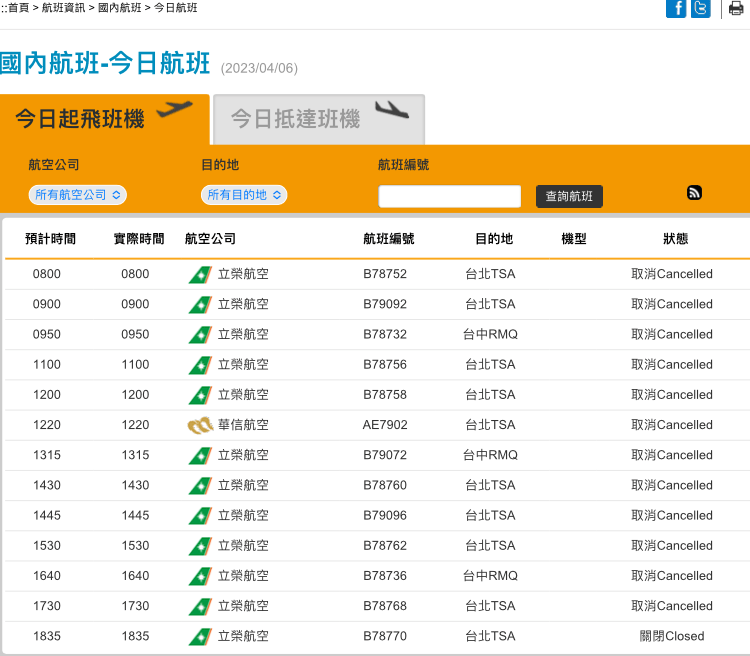 ::首頁 > 航班資訊 > 國內航班 > 今日航班
國內航班-今日航班 (2023/04/06)
今日起飛班機 今日抵達班機
航空公司 目的地 航班編號
所有航空公司 所有目的地 查詢航班
預計時間 實際時間 航空公司 航班編號 目的地 機型 狀態
0800 0800 立榮航空 B78752 台北TSA 取消Cancelled
0900 0900 立榮航空 B79092 台北TSA 取消Cancelled
0950 0950 立榮航空 B78732 台中RMQ 取消Cancelled
1100 1100 立榮航空 B78756 台北TSA 取消Cancelled
1200 1200 立榮航空 B78758 台北TSA 取消Cancelled
1220 1220 華信航空 AE7902 台北TSA 取消Cancelled
1315 1315 立榮航空 B79072 台中RMQ 取消Cancelled
1430 1430 立榮航空 B78760 台北TSA 取消Cancelled
1445 1445 立榮航空 B79096 台北TSA 取消Cancelled
1530 1530 立榮航空 B78762 台北TSA 取消Cancelled
1640 1640 立榮航空 B78736 台中RMQ 取消Cancelled
1730 1730 立榮航空 B78768 台北TSA 取消Cancelled
1835 1835 立榮航空 B78770 台北TSA 關閉Closed